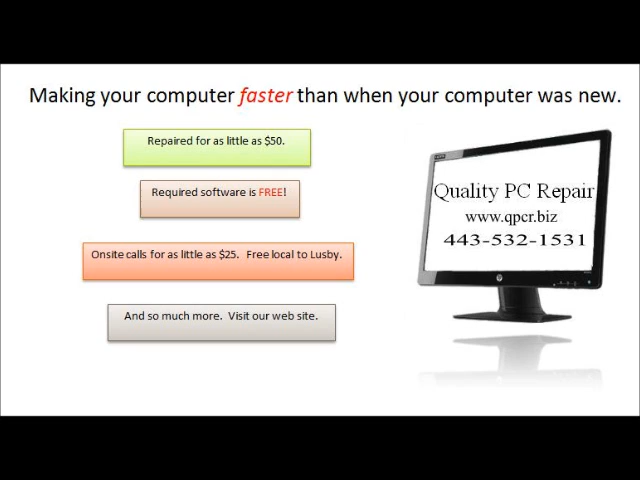 Making your computer faster than when your computer was new.
Repaired for as little as $50.
Required software is FREE!
Onsite calls for as little as $25. Free local to Lusby.
And so much more. Visit our web site.
Quality PC Repair
www.qpcr.biz
443-532-1531